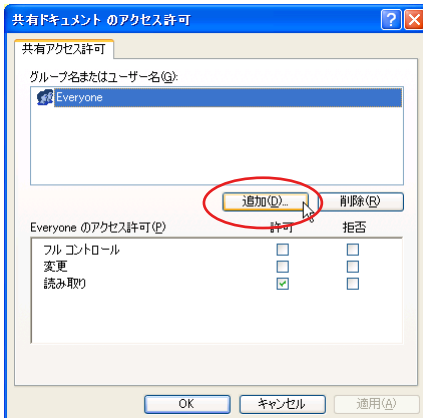 共有ドキュメント のアクセス許可
共有アクセス許可
グループ名またはユーザー名(G):
Everyone
追加(D)... 削除(R)
Everyone のアクセス許可(P) 許可 拒否
フル コントロール
変更
読み取り
OK キャンセル 適用(A)